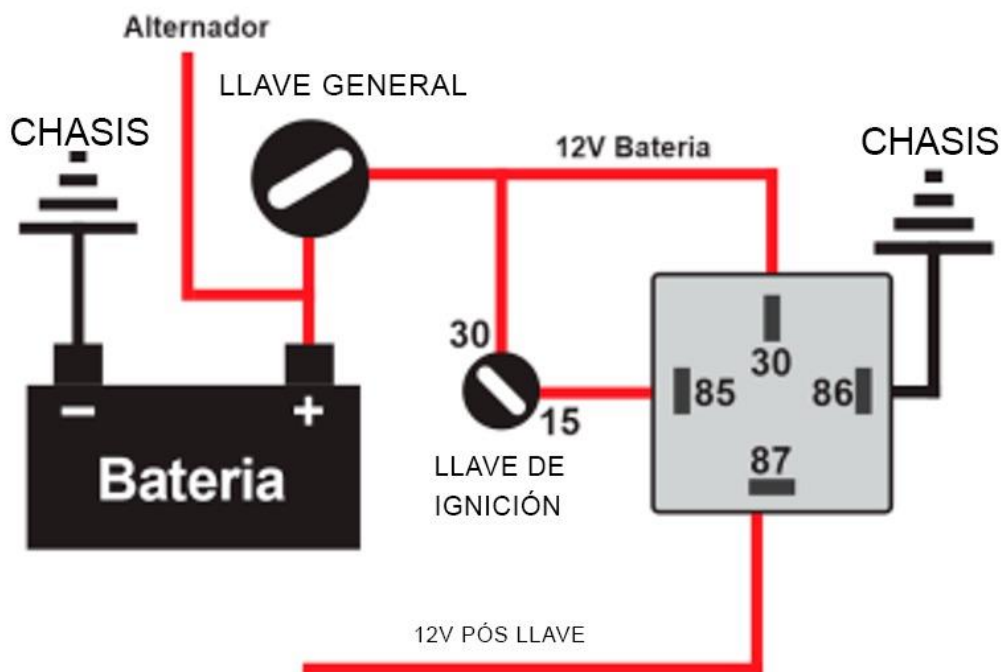 Alternador
LLAVE GENERAL
CHASIS
12V Bateria
CHASIS
30
30
85
86
15
87
LLAVE DE
IGNICIÓN
− +
Bateria
12V PÓS LLAVE